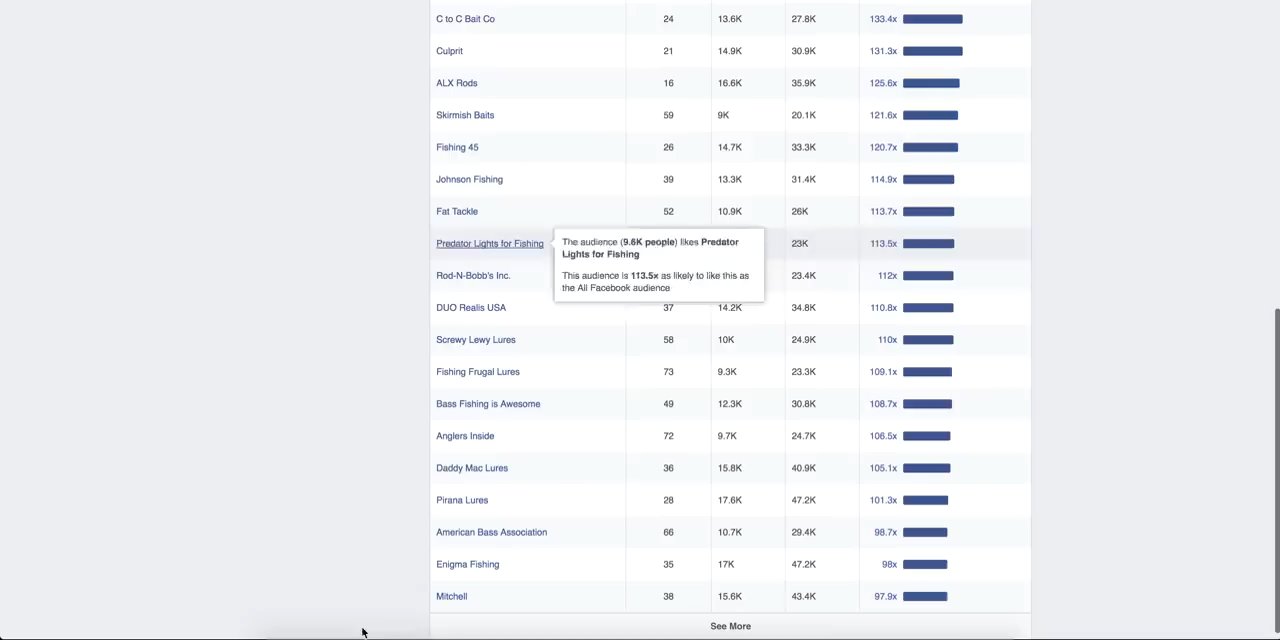 C to C Bait Co 24 13.6K 27.8K 133.4x
Culprit 21 14.9K 30.9K 131.3x
ALX Rods 16 16.6K 35.9K 125.6x
Skirmish Baits 59 9K 20.1K 121.6x
Fishing 45 26 14.7K 33.3K 120.7x
Johnson Fishing 39 13.3K 31.4K 114.9x
Fat Tackle 52 10.9K 26K 113.7x
Predator Lights for Fishing 23K 113.5x
The audience (9.6K people) likes Predator
Lights for Fishing
This audience is 113.5x as likely to like this as
the All Facebook audience
Rod-N-Bobb's Inc. 23.4K 112x
DUO Realis USA 37 14.2K 34.8K 110.8x
Screwy Lewy Lures 58 10K 24.9K 110x
Fishing Frugal Lures 73 9.3K 23.3K 109.1x
Bass Fishing is Awesome 49 12.3K 30.8K 108.7x
Anglers Inside 72 9.7K 24.7K 106.5x
Daddy Mac Lures 36 15.8K 40.9K 105.1x
Pirana Lures 28 17.6K 47.2K 101.3x
American Bass Association 66 10.7K 29.4K 98.7x
Enigma Fishing 35 17K 47.2K 98x
Mitchell 38 15.6K 43.4K 97.9x
See More